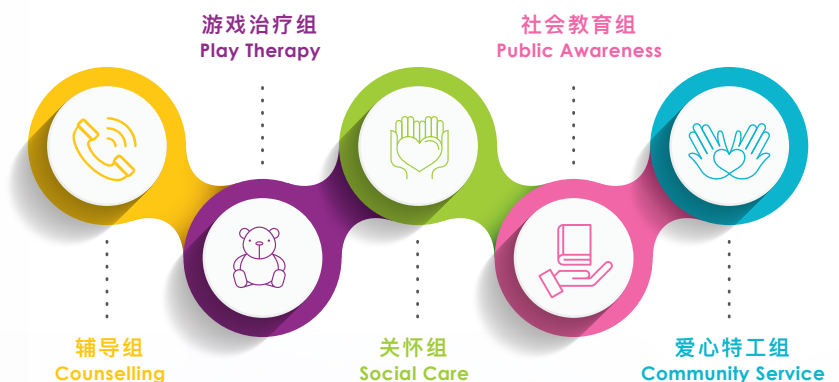 游戏治疗组
Play Therapy
社会教育组
Public Awareness
辅导组
Counselling
关怀组
Social Care
爱心特工组
Community Service